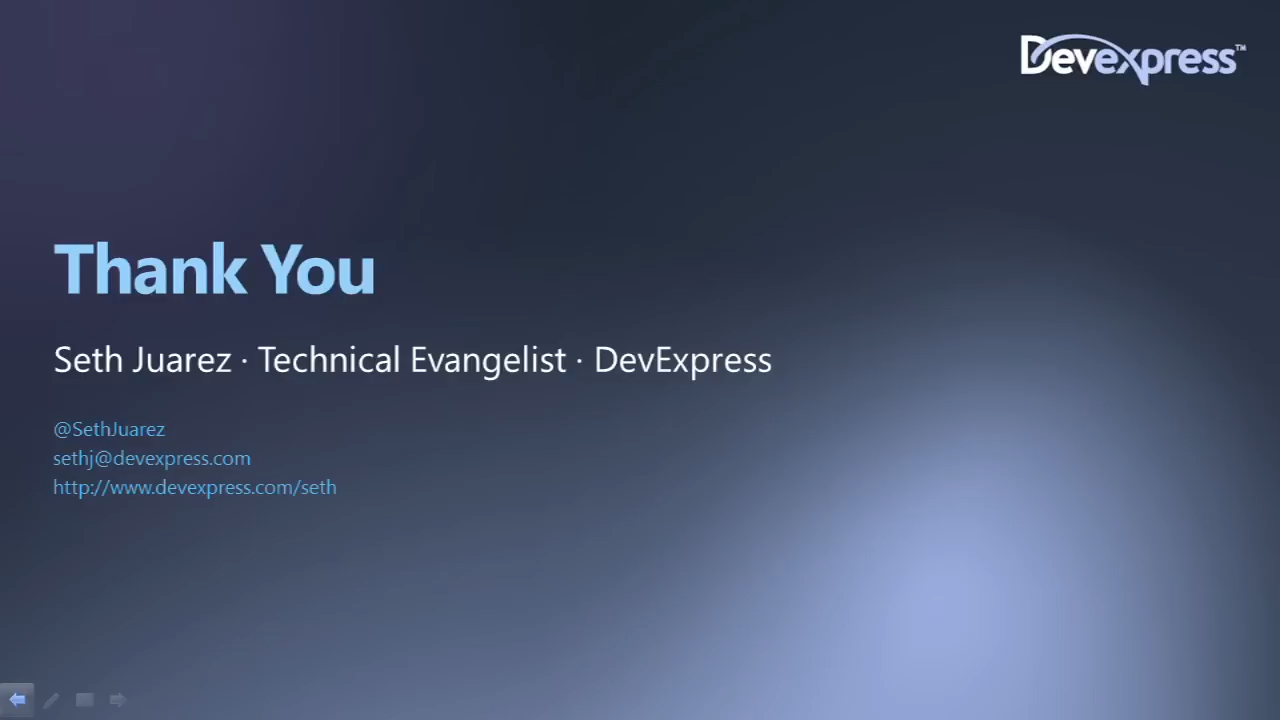 Devexpress™
Thank You
Seth Juarez · Technical Evangelist · DevExpress
@SethJuarez
sethj@devexpress.com
http://www.devexpress.com/seth